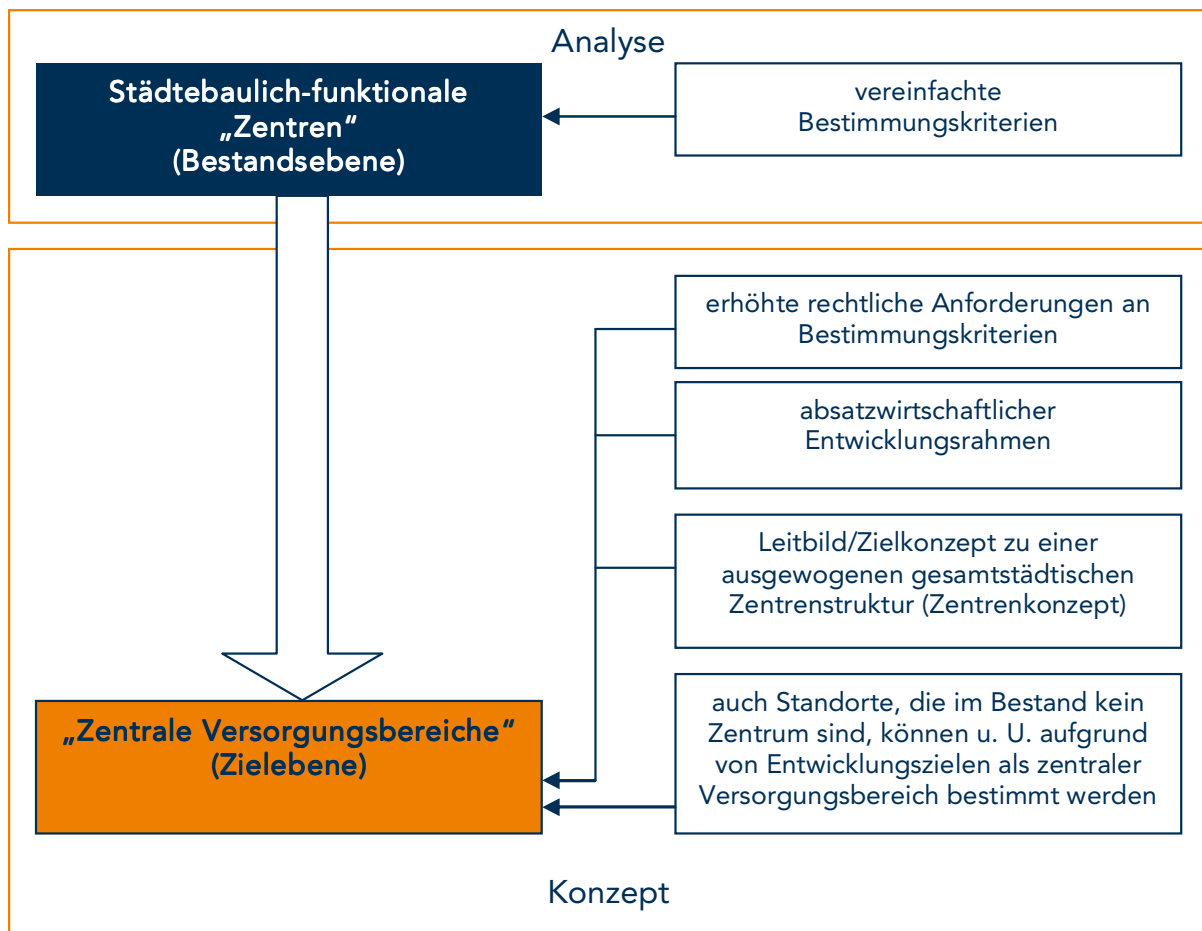 Analyse
Städtebaulich-funktionale
„Zentren“
(Bestandsebene)
vereinfachte
Bestimmungskriterien
erhöhte rechtliche Anforderungen an
Bestimmungskriterien
absatzwirtschaftlicher
Entwicklungsrahmen
Leitbild/Zielkonzept zu einer
ausgewogenen gesamtstädtischen
Zentrenstruktur (Zentrenkonzept)
auch Standorte, die im Bestand kein
Zentrum sind, können u. U. aufgrund
von Entwicklungszielen als zentraler
Versorgungsbereich bestimmt werden
„Zentrale Versorgungsbereiche“
(Zielebene)
Konzept